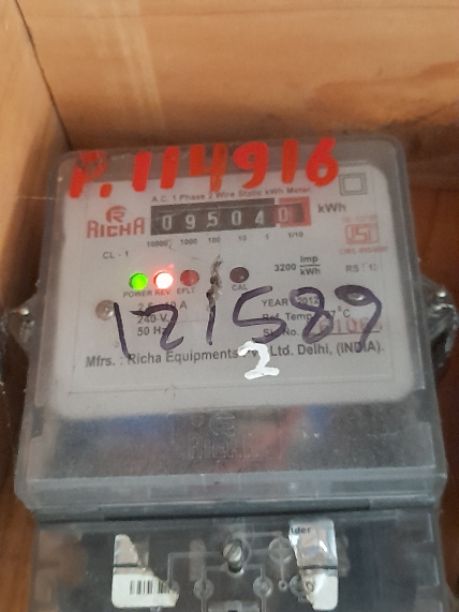 P.114916
A.C. 1 Phase 2 Wire Static kWh Meter.
RICHA 095040 kWh
10000 1000 100 10 1 1/10
CL - 1
3200 Imp/kWh
POWER REV. EFLT CAL
240 V
YEAR 2012
50 Hz
Ref. Temp.
121589
Mfrs. : Richa Equipments Ltd. Delhi, (INDIA).
2